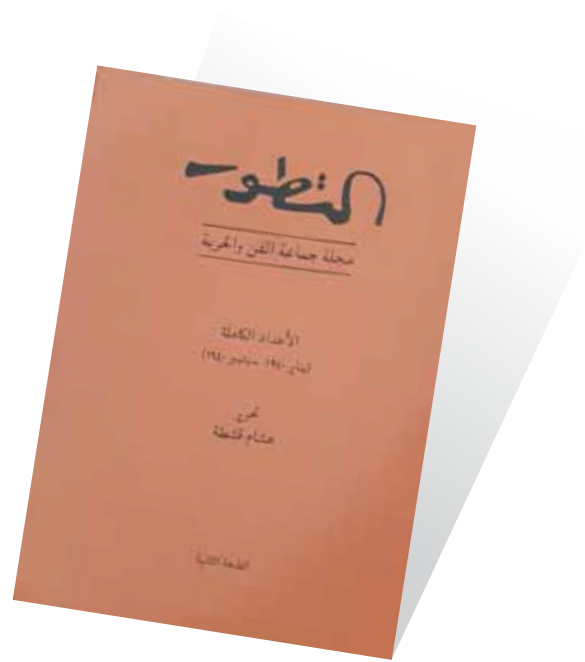 التطور
مجلة جماعة الفن والحرية
الأعداد الكاملة
(يناير ١٩٤٠ - سبتمبر ١٩٤٠)
تحرير
هشام قشطة
الطبعة الثانية